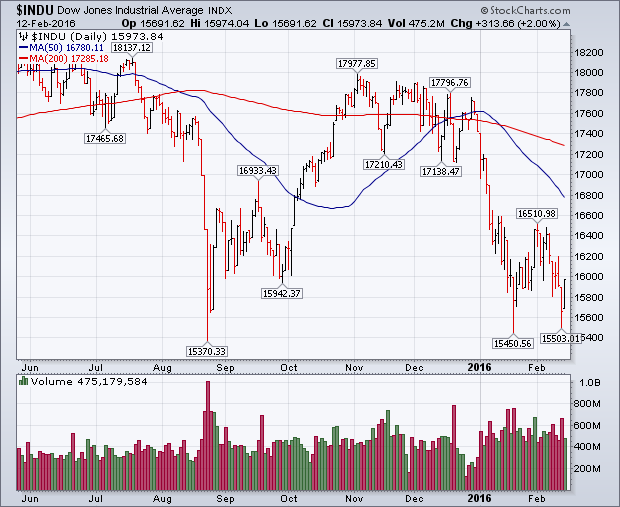 $INDU Dow Jones Industrial Average INDX
© StockCharts.com
12-Feb-2016
Op 15691.62 Hi 15974.04 Lo 15691.62 Cl 15973.84 Vol 475.2M Chg +313.66 (+2.00%)
$INDU (Daily) 15973.84
MA(50) 16780.11
MA(200) 17285.18
18137.12
17465.68
15370.33
16933.43
15942.37
17977.85
17210.43
17138.47
17796.76
15450.56
16510.98
15503.01
18200
18000
17800
17600
17400
17200
17000
16800
16600
16400
16200
16000
15800
15600
15400
Jun Jul Aug Sep Oct Nov Dec 2016 Feb
Volume 475,179,584
1.0B
800M
600M
400M
200M
Jun Jul Aug Sep Oct Nov Dec 2016 Feb